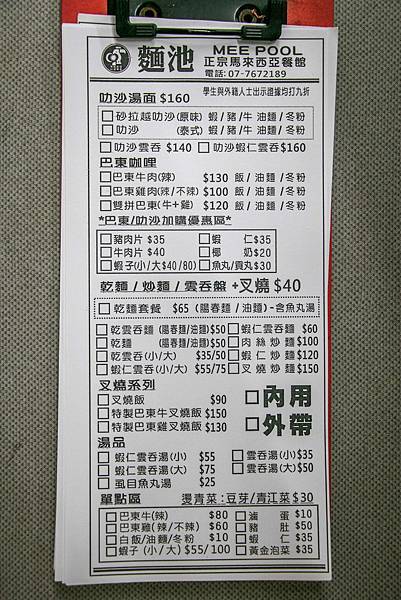 麵池
MEE POOL
正宗馬來西亞餐館
電話: 07-7672189
叻沙湯面 $160 學生與外籍人士出示證據均打九折
砂拉越叻沙(原味) 蝦/豬/牛 油麵/冬粉
叻沙 (泰式) 蝦/豬/牛 油麵/冬粉
叻沙雲吞 $140 叻沙蝦仁雲吞$160
巴東咖哩
巴東牛肉(辣) $130 飯/油麵/冬粉
巴東雞肉(辣/不辣) $100 飯/油麵/冬粉
雙拼巴東(牛+雞) $120 飯/油麵/冬粉
*巴東/叻沙加購優惠區*
豬肉片 $35 蝦 仁$35
牛肉片 $40 椰 奶$20
蝦子(小/大$40/80) 魚丸/貢丸$30
乾麵/炒麵/雲吞盤 +叉燒 $40
乾麵套餐 $65 (陽春麵/油麵)-含魚丸湯
乾雲吞麵 (陽春麵/油麵)$50 蝦仁雲吞麵 $60
乾麵 (陽春麵/油麵)$50 肉絲炒麵$100
乾雲吞(小/大) $35/50 蝦仁炒麵$120
蝦仁雲吞(小/大) $55/75 叉燒炒麵$150
叉燒系列
叉燒飯 $90
特製巴東牛叉燒飯 $150
特製巴東雞叉燒飯 $130
內用
外帶
湯品
蝦仁雲吞湯(小) $55 雲吞湯(小)$35
蝦仁雲吞湯(大) $75 雲吞湯(大)$50
虱目魚丸湯 $25
單點區 燙青菜:豆芽/青江菜$30
巴東牛(辣) $80 滷 蛋$10
巴東雞(辣/不辣) $60 豬 肚$50
白飯/油麵/冬粉 $10 蝦 仁$35
蝦子 (小/大) $55/100 黃金泡菜$35